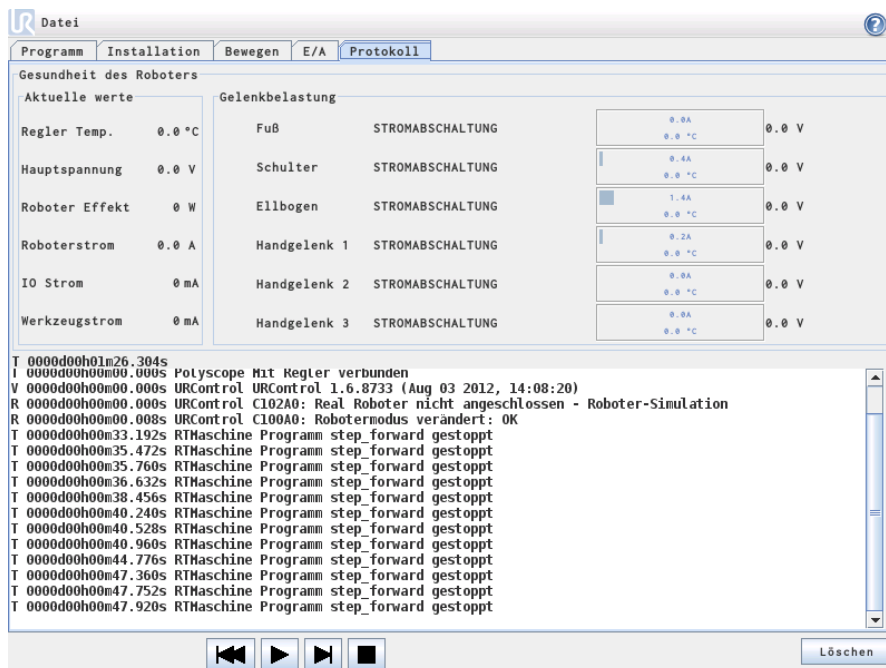 UR Datei
Programm Installation Bewegen E/A Protokoll
Gesundheit des Roboters
Aktuelle werte Gelenkbelastung
Regler Temp. 0.0 °C Fuß STROMABSCHALTUNG 0.0A 0.0 °C 0.0 V
Hauptspannung 0.0 V Schulter STROMABSCHALTUNG 0.4A 0.0 °C 0.0 V
Roboter Effekt 0 W Ellbogen STROMABSCHALTUNG 1.4A 0.0 °C 0.0 V
Roboterstrom 0.0 A Handgelenk 1 STROMABSCHALTUNG 0.2A 0.0 °C 0.0 V
IO Strom 0 mA Handgelenk 2 STROMABSCHALTUNG 0.0A 0.0 °C 0.0 V
Werkzeugstrom 0 mA Handgelenk 3 STROMABSCHALTUNG 0.0A 0.0 °C 0.0 V
T 0000d00h01m26.304s
T 0000d00h00m00.000s Polyscope Mit Regler verbunden
V 0000d00h00m00.000s URControl URControl 1.6.8733 (Aug 03 2012, 14:08:20)
R 0000d00h00m00.000s URControl C102A0: Real Roboter nicht angeschlossen - Roboter-Simulation
R 0000d00h00m00.008s URControl C100A0: Robotermodus verändert: OK
T 0000d00h00m33.192s RTMaschine Programm step_forward gestoppt
T 0000d00h00m35.472s RTMaschine Programm step_forward gestoppt
T 0000d00h00m35.760s RTMaschine Programm step_forward gestoppt
T 0000d00h00m36.632s RTMaschine Programm step_forward gestoppt
T 0000d00h00m38.456s RTMaschine Programm step_forward gestoppt
T 0000d00h00m40.240s RTMaschine Programm step_forward gestoppt
T 0000d00h00m40.528s RTMaschine Programm step_forward gestoppt
T 0000d00h00m40.960s RTMaschine Programm step_forward gestoppt
T 0000d00h00m44.776s RTMaschine Programm step_forward gestoppt
T 0000d00h00m47.360s RTMaschine Programm step_forward gestoppt
T 0000d00h00m47.752s RTMaschine Programm step_forward gestoppt
T 0000d00h00m47.920s RTMaschine Programm step_forward gestoppt
Löschen